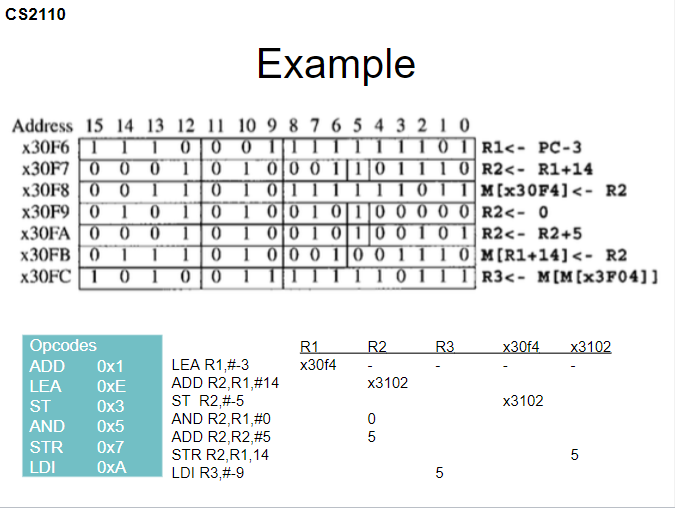 CS2110
Example
Address 15 14 13 12 11 10 9 8 7 6 5 4 3 2 1 0
x30F6 1 1 1 0 0 0 1 1 1 1 1 1 1 1 0 1 R1<- PC-3
x30F7 0 0 0 1 0 1 0 0 0 1 1 0 1 1 1 0 R2<- R1+14
x30F8 0 0 1 1 0 1 0 1 1 1 1 1 1 0 1 1 M[x30F4]<- R2
x30F9 0 1 0 1 0 1 0 0 1 0 1 0 0 0 0 0 R2<- 0
x30FA 0 0 0 1 0 1 0 0 1 0 1 0 0 1 0 1 R2<- R2+5
x30FB 0 1 1 1 0 1 0 0 0 1 0 0 1 1 1 0 M[R1+14]<- R2
x30FC 1 0 1 0 0 1 1 1 1 1 1 1 0 1 1 1 R3<- M[M[x3F04]]
Opcodes
ADD 0x1
LEA 0xE
ST 0x3
AND 0x5
STR 0x7
LDI 0xA
R1 R2 R3 x30f4 x3102
LEA R1,#-3 x30f4 - - - -
ADD R2,R1,#14 x3102
ST R2,#-5 x3102
AND R2,R1,#0 0
ADD R2,R2,#5 5
STR R2,R1,14 5
LDI R3,#-9 5